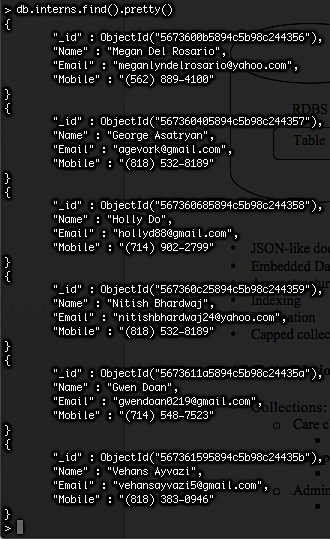 > db.interns.find().pretty()
{
"_id" : ObjectId("5673600b5894c5b98c244356"),
"Name" : "Megan Del Rosario",
"Email" : "meganlyndelrosario@yahoo.com",
"Mobile" : "(562) 889-4100"
}
{
"_id" : ObjectId("567360405894c5b98c244357"),
"Name" : "George Asatryan",
"Email" : "agevork@gmail.com",
"Mobile" : "(818) 532-8189"
}
{
"_id" : ObjectId("567360685894c5b98c244358"),
"Name" : "Holly Do",
"Email" : "hollyd88@gmail.com",
"Mobile" : "(714) 902-2799"
}
{
"_id" : ObjectId("567360c25894c5b98c244359"),
"Name" : "Nitish Bhardwaj",
"Email" : "nitishbhardwaj24@yahoo.com",
"Mobile" : "(818) 532-8189"
}
{
"_id" : ObjectId("5673611a5894c5b98c24435a"),
"Name" : "Gwen Doan",
"Email" : "gwendoan0219@gmail.com",
"Mobile" : "(714) 548-7523"
}
{
"_id" : ObjectId("567361595894c5b98c24435b"),
"Name" : "Vehans Ayvazi",
"Email" : "vehansayvazi5@gmail.com",
"Mobile" : "(818) 383-0946"
}
>
RDBS
Table
JSON-like
Embedded
Indexing
Capped
Collections:
Care
Admin